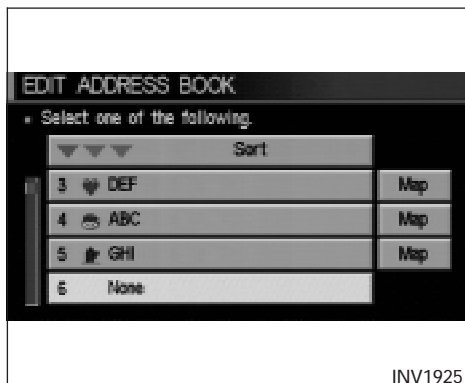 EDIT ADDRESS BOOK
Select one of the following.
Sort
3 DEF Map
4 ABC Map
5 GHI Map
6 None
INV1925